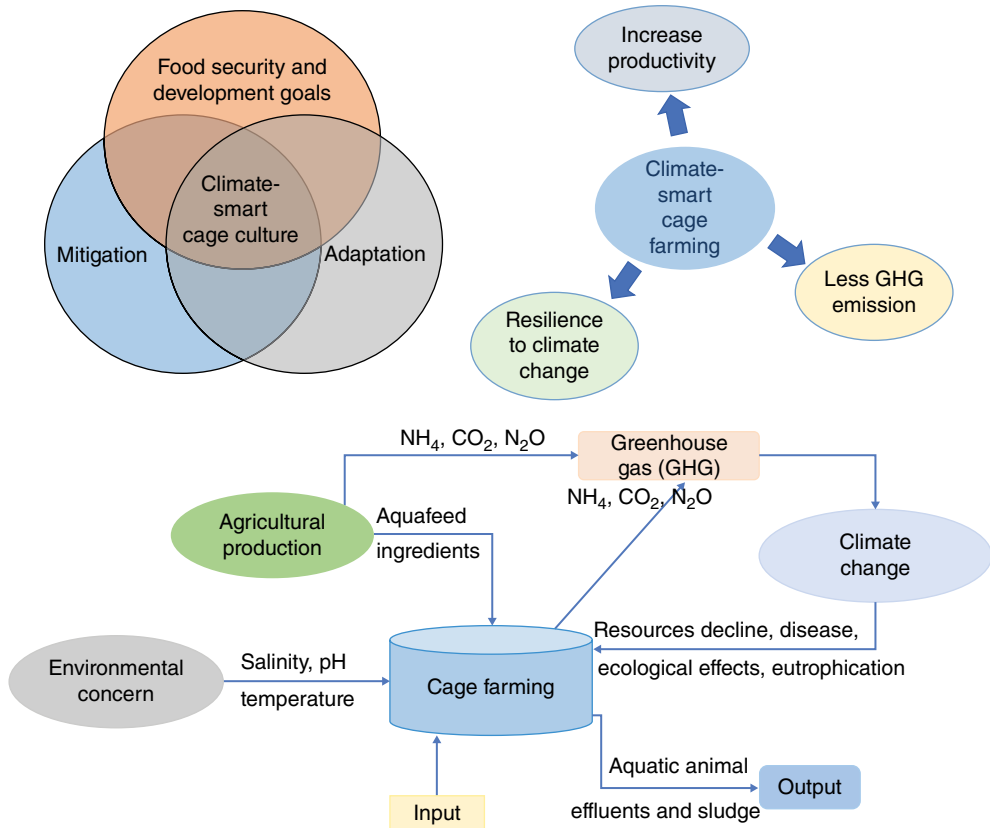 Food security and
development goals
Climate-
smart
cage culture
Mitigation
Adaptation
Increase
productivity
Climate-
smart
cage
farming
Less GHG
emission
Resilience
to climate
change
NH4, CO2, N2O
Greenhouse
gas (GHG)
NH4, CO2, N2O
Agricultural
production
Aquafeed
ingredients
Climate
change
Resources decline, disease,
ecological effects, eutrophication
Environmental
concern
Salinity, pH
temperature
Cage farming
Aquatic animal
effluents and sludge
Output
Input